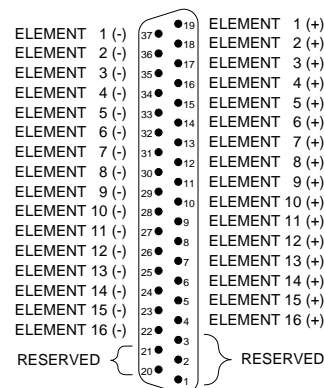 19 ELEMENT 1 (+)
ELEMENT 1 (-) 37
18 ELEMENT 2 (+)
ELEMENT 2 (-) 36
17 ELEMENT 3 (+)
ELEMENT 3 (-) 35
16 ELEMENT 4 (+)
ELEMENT 4 (-) 34
15 ELEMENT 5 (+)
ELEMENT 5 (-) 33
14 ELEMENT 6 (+)
ELEMENT 6 (-) 32
13 ELEMENT 7 (+)
ELEMENT 7 (-) 31
12 ELEMENT 8 (+)
ELEMENT 8 (-) 30
11 ELEMENT 9 (+)
ELEMENT 9 (-) 29
10 ELEMENT 10 (+)
ELEMENT 10 (-) 28
9 ELEMENT 11 (+)
ELEMENT 11 (-) 27
8 ELEMENT 12 (+)
ELEMENT 12 (-) 26
7 ELEMENT 13 (+)
ELEMENT 13 (-) 25
6 ELEMENT 14 (+)
ELEMENT 14 (-) 24
5 ELEMENT 15 (+)
ELEMENT 15 (-) 23
4 ELEMENT 16 (+)
ELEMENT 16 (-) 22
3
21
RESERVED
2 RESERVED
20
1